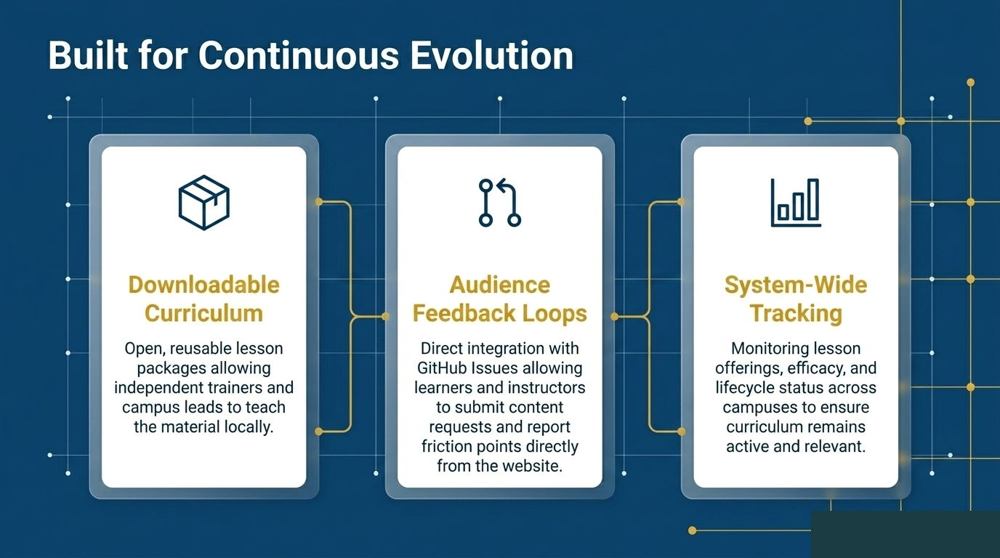 Built for Continuous Evolution
Downloadable
Curriculum
Open, reusable lesson
packages allowing
independent trainers and
campus leads to teach
the material locally.
Audience
Feedback Loops
Direct integration with
GitHub Issues allowing
learners and instructors
to submit content
requests and report
friction points directly
from the website.
System-Wide
Tracking
Monitoring lesson
offerings, efficacy, and
lifecycle status across
campuses to ensure
curriculum remains
active and relevant.